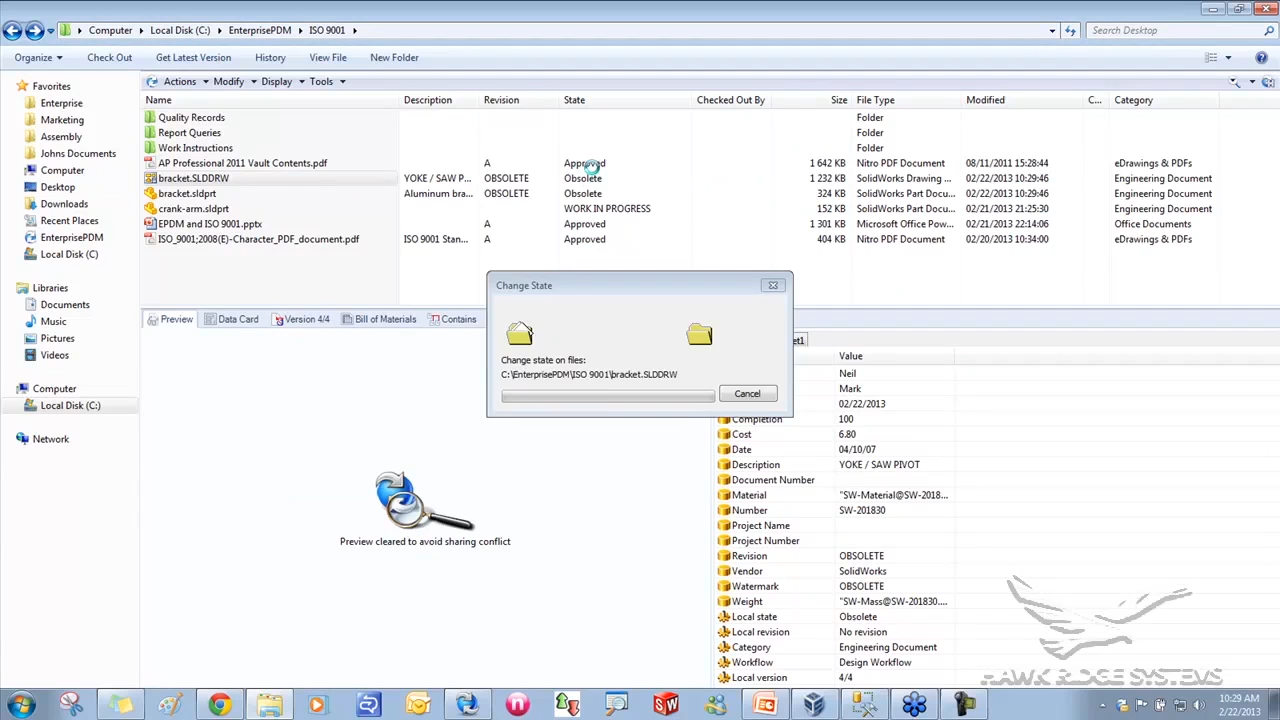 Computer ▸ Local Disk (C:) ▸ EnterprisePDM ▸ ISO 9001 ▸ Search Desktop
Organize Check Out Get Latest Version History View File New Folder
Favorites
Enterprise
Marketing
Assembly
Johns Documents
Computer
Desktop
Downloads
Recent Places
EnterprisePDM
Local Disk (C:)
Libraries
Documents
Music
Pictures
Videos
Computer
Local Disk (C:)
Network
Actions Modify Display Tools
Name Description Revision State Checked Out By Size File Type Modified C... Category
Quality Records Folder
Report Queries Folder
Work Instructions Folder
AP Professional 2011 Vault Contents.pdf A Approved 1 642 KB Nitro PDF Document 08/11/2011 15:28:44 eDrawings & PDFs
bracket.SLDDRW YOKE / SAW P... OBSOLETE Obsolete 1 232 KB SolidWorks Drawing ... 02/22/2013 10:28:29 Engineering Document
bracket.sldprt Aluminum bra... OBSOLETE Obsolete 324 KB SolidWorks Part Docu... 02/22/2013 10:26:46 Engineering Document
crank-arm.sldprt WORK IN PROGRESS 152 KB SolidWorks Part Docu... 02/21/2013 21:25:30 Engineering Document
EPDM and ISO 9001.pptx A Approved 1 301 KB Microsoft Office Pow... 02/21/2013 22:14:06 Office Documents
ISO_9001;2008(E)-Character_PDF_document.pdf ISO 9001 Stan... A Approved 404 KB Nitro PDF Document 02/20/2013 10:34:00 eDrawings & PDFs
Change State
Change state on files:
C:\EnterprisePDM\ISO 9001\bracket.SLDDRW
Cancel
Preview Data Card Version 4/4 Bill of Materials Contains
Preview cleared to avoid sharing conflict
et1
Value
Neil
Mark
02/22/2013
Completion 100
Cost 6.80
Date 04/10/07
Description YOKE / SAW PIVOT
Document Number
Material "SW-Material@SW-2018...
Number SW-201830
Project Name
Project Number
Revision OBSOLETE
Vendor SolidWorks
Watermark OBSOLETE
Weight "SW-Mass@SW-201830....
Local state Obsolete
Local revision No revision
Category Engineering Document
Workflow Design Workflow
Local version 4/4
HAWK RIDGE SYSTEMS
10:29 AM
2/22/2013